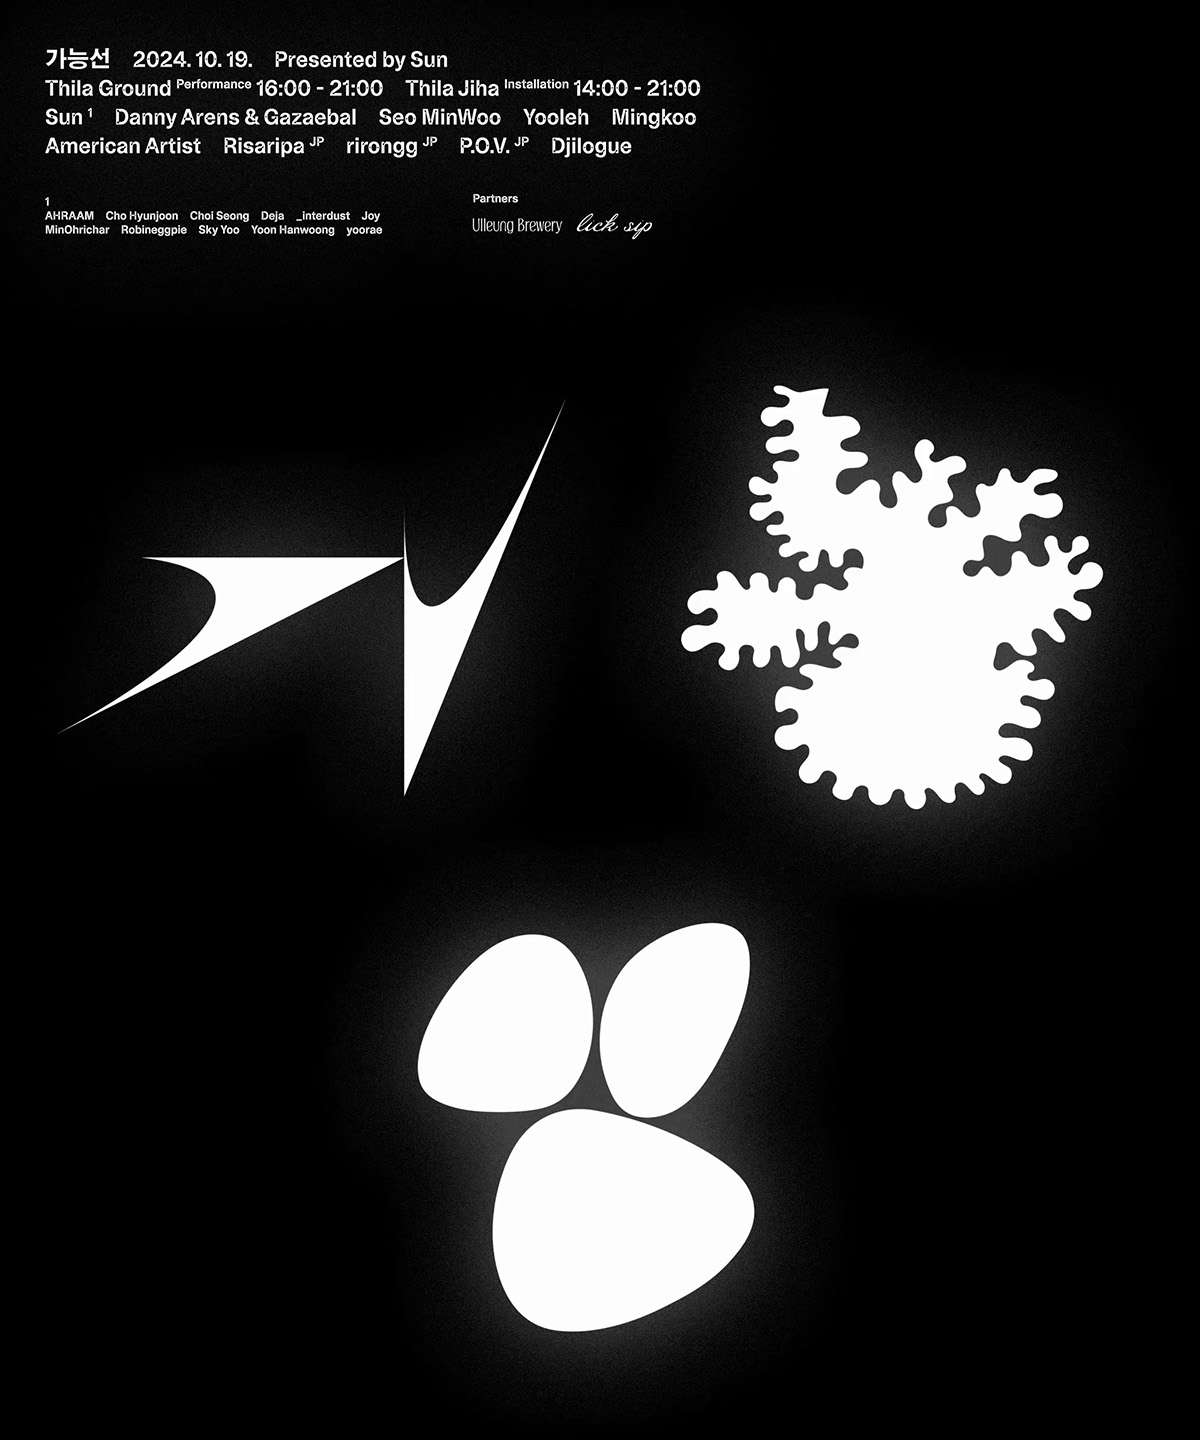 가능선 2024. 10. 19. Presented by Sun
Thila Ground Performance 16:00 - 21:00 Thila Jiha Installation 14:00 - 21:00
Sun 1 Danny Arens & Gazaebal Seo MinWoo Yooleh Mingkoo
American Artist Risaripa JP rirongg JP P.O.V. JP Djilogue
1
AHRAAM Cho Hyunjoon Choi Seong Deja _interdust Joy
MinOhrichar Robineggpie Sky Yoo Yoon Hanwoong yoorae
Partners
Ulleung Brewery lick sip